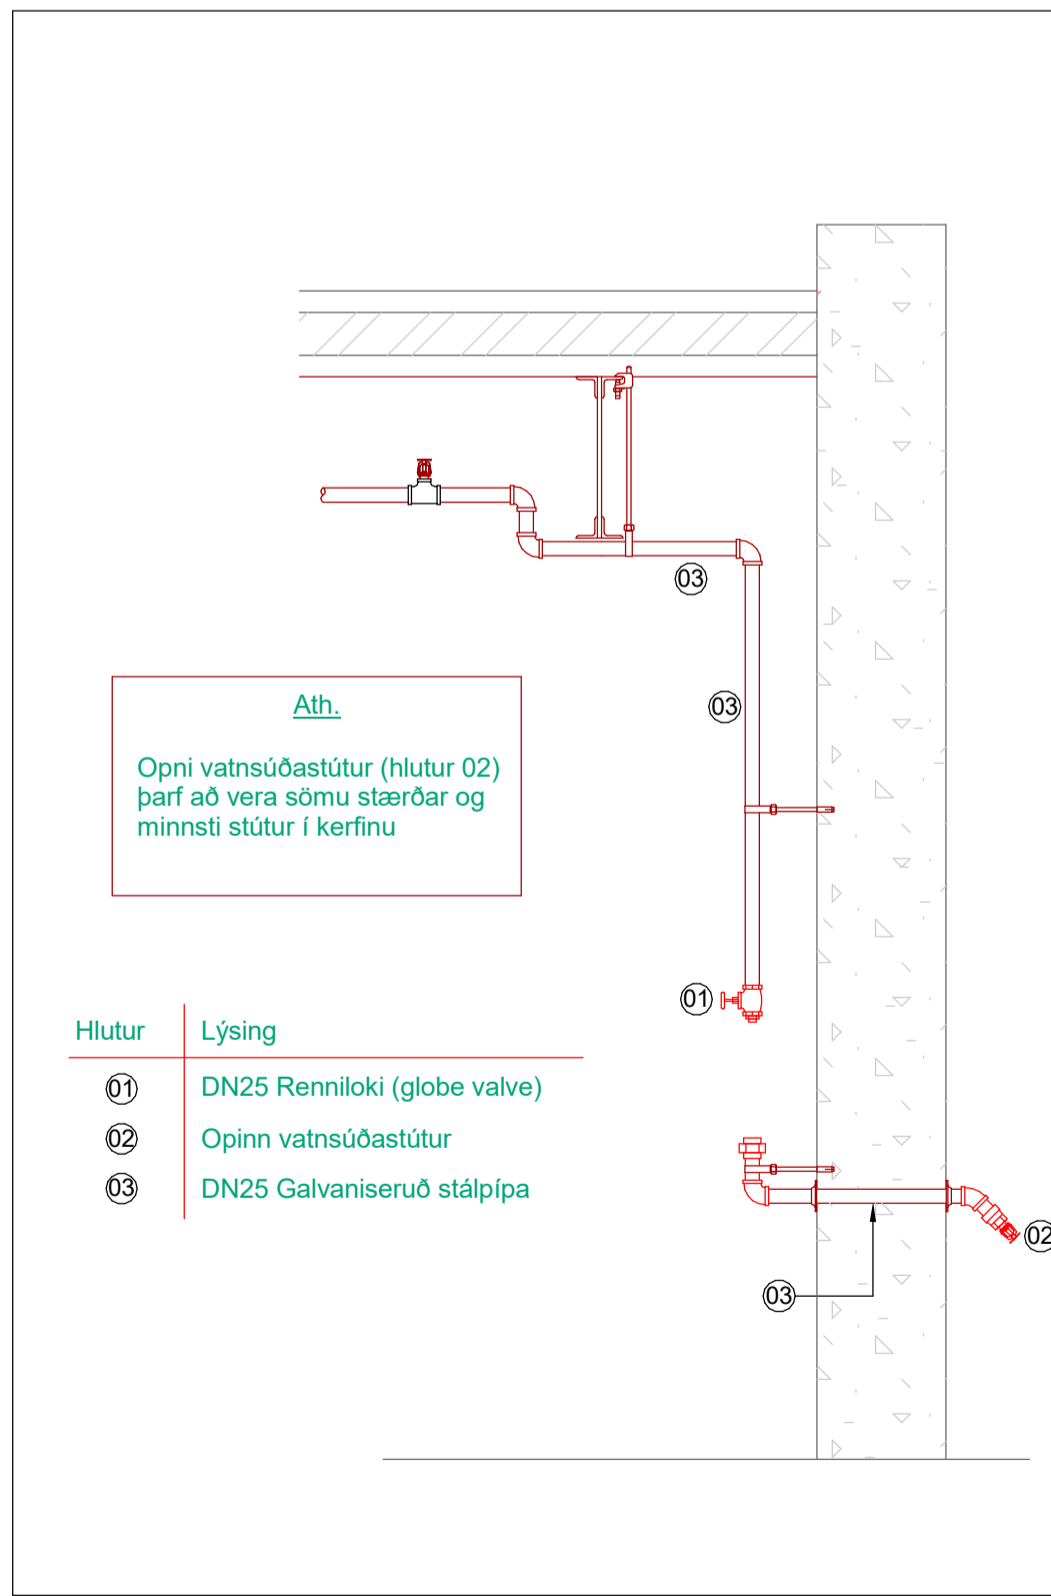 03
03
Ath.
Opni vatnsúðastútur (hlutur 02)
þarf að vera sömu stærðar og
minnsti stútur í kerfinu
01
Hlutur Lýsing
01 DN25 Renniloki (globe valve)
02 Opinn vatnsúðastútur
03 DN25 Galvaniseruð stálpípa
02
03